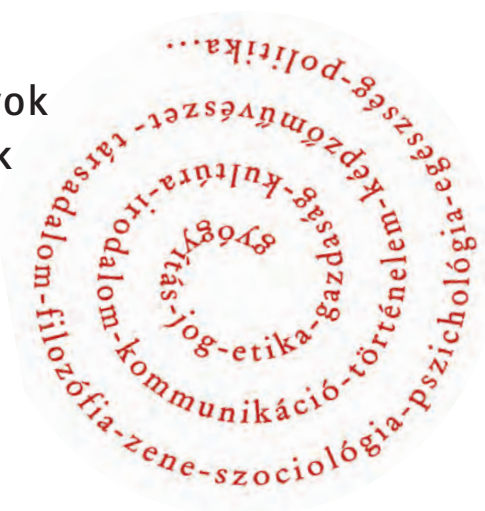 gyógyítás-jog-etika-gazdaság-kultúra-irodalom-kommunikáció-történelem-képzőművészet- társadalom-filozófia-zene-szociológia-pszichológia-egészség-politika...